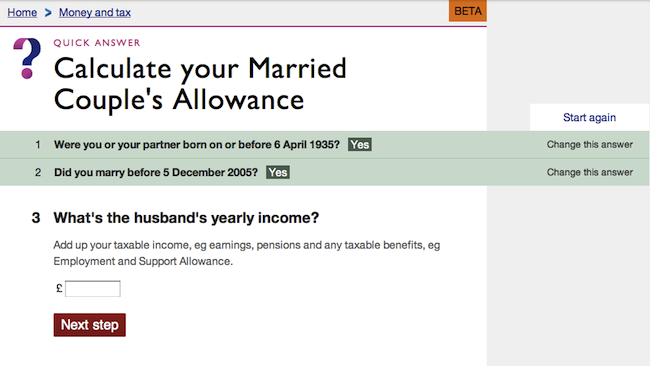 Home > Money and tax
BETA
?
QUICK ANSWER
Calculate your Married
Couple's Allowance
Start again
1 Were you or your partner born on or before 6 April 1935? Yes Change this answer
2 Did you marry before 5 December 2005? Yes Change this answer
3 What's the husband's yearly income?
Add up your taxable income, eg earnings, pensions and any taxable benefits, eg
Employment and Support Allowance.
£
Next step